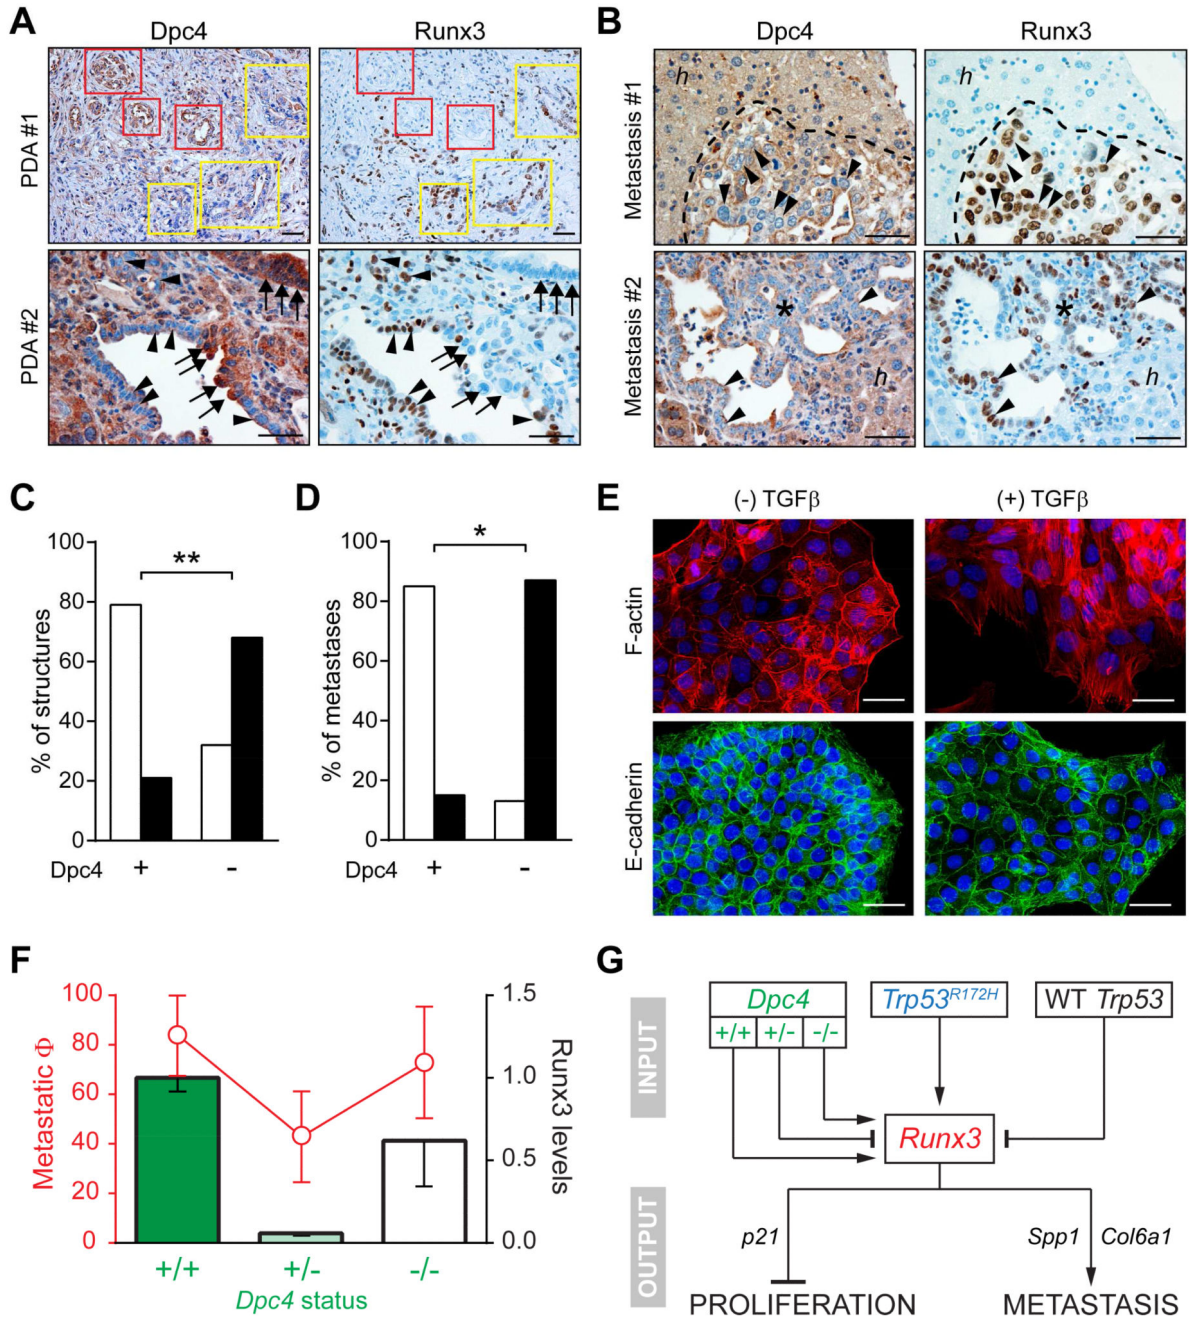 A
Dpc4
Runx3
PDA #1
PDA #2
B
Dpc4
Runx3
Metastasis #1
h
h
Metastasis #2
*
h
*
h
C
% of structures
100
80
60
40
20
0
**
Dpc4
+
-
D
% of metastases
100
80
60
40
20
0
*
Dpc4
+
-
E
(-) TGFβ
(+) TGFβ
F-actin
E-cadherin
F
Metastatic Φ
100
80
60
40
20
0
1.5
1.0
0.5
0.0
Runx3 levels
+/+
+/-
-/-
Dpc4 status
G
INPUT
Dpc4
+/+
+/-
-/-
Trp53R172H
WT Trp53
Runx3
OUTPUT
p21
Spp1
Col6a1
PROLIFERATION
METASTASIS